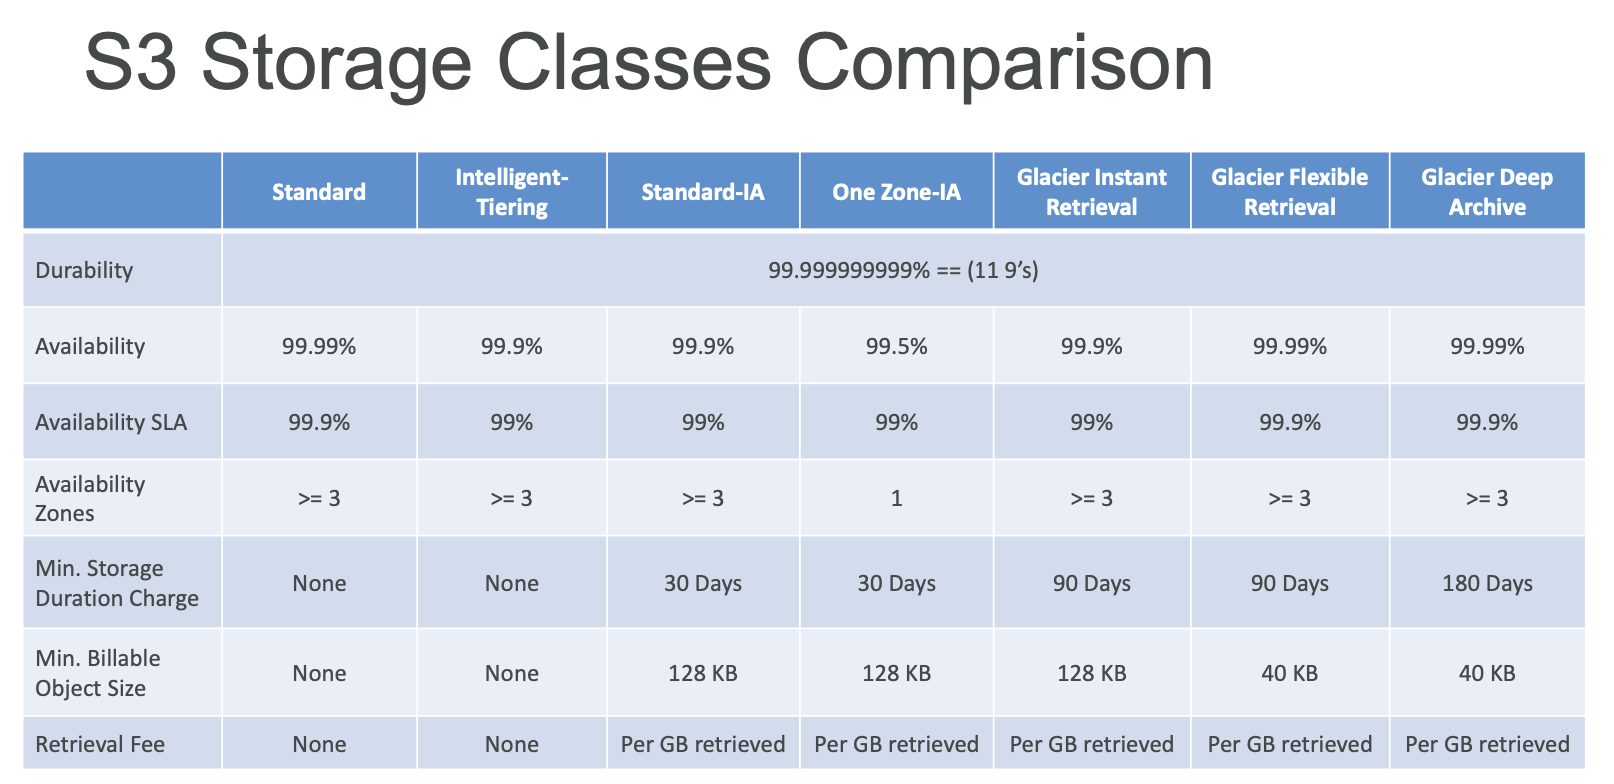 S3 Storage Classes Comparison
Standard Intelligent-Tiering Standard-IA One Zone-IA Glacier Instant Retrieval Glacier Flexible Retrieval Glacier Deep Archive
Durability 99.999999999% == (11 9’s)
Availability 99.99% 99.9% 99.9% 99.5% 99.9% 99.99% 99.99%
Availability SLA 99.9% 99% 99% 99% 99% 99.9% 99.9%
Availability Zones >= 3 >= 3 >= 3 1 >= 3 >= 3 >= 3
Min. Storage Duration Charge None None 30 Days 30 Days 90 Days 90 Days 180 Days
Min. Billable Object Size None None 128 KB 128 KB 128 KB 40 KB 40 KB
Retrieval Fee None None Per GB retrieved Per GB retrieved Per GB retrieved Per GB retrieved Per GB retrieved